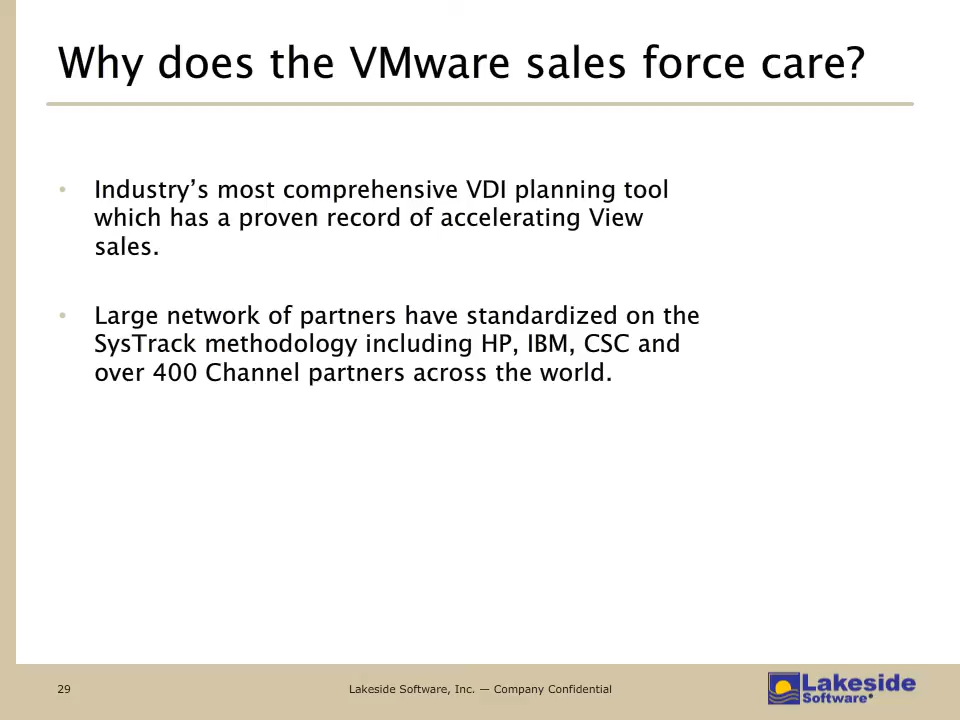 Why does the VMware sales force care?
• Industry’s most comprehensive VDI planning tool
which has a proven record of accelerating View
sales.
• Large network of partners have standardized on the
SysTrack methodology including HP, IBM, CSC and
over 400 Channel partners across the world.
29
Lakeside Software, Inc. — Company Confidential
Lakeside
Software